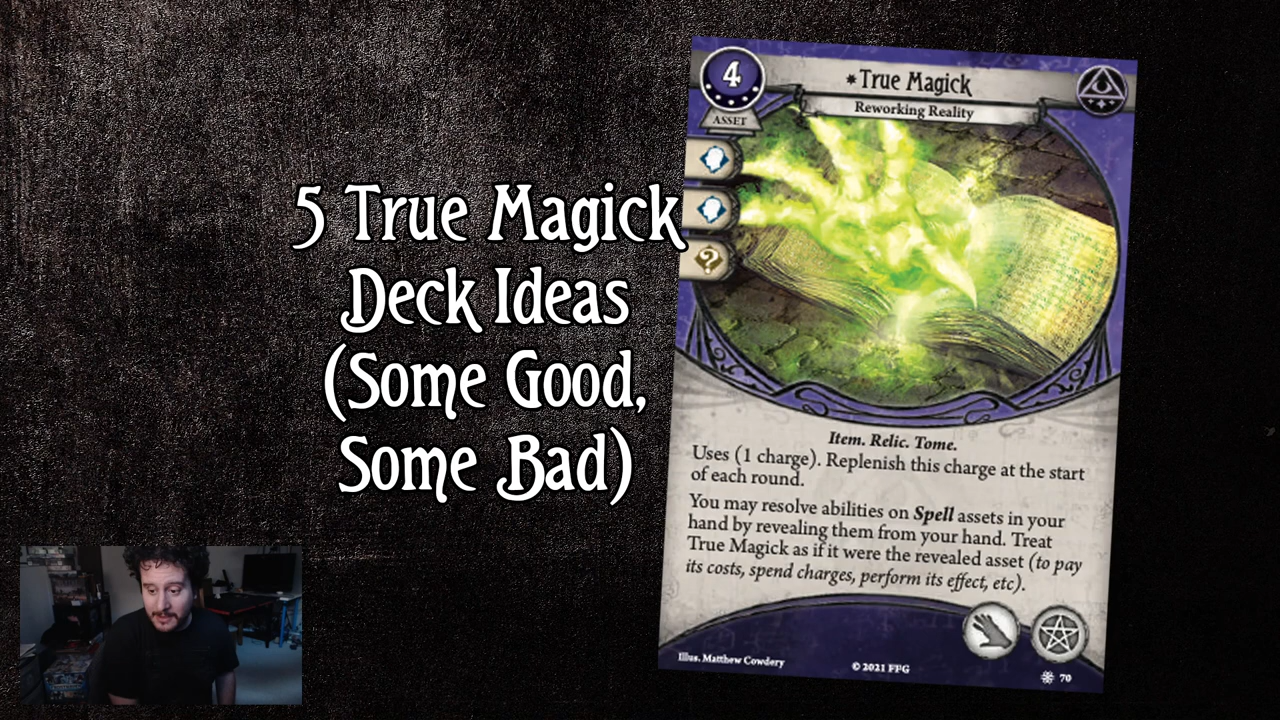 5 True Magick
Deck Ideas
(Some Good,
Some Bad)
4
ASSET
*True Magick
Reworking Reality
Item. Relic. Tome.
Uses (1 charge). Replenish this charge at the start
of each round.
You may resolve abilities on Spell assets in your
hand by revealing them from your hand. Treat
True Magick as if it were the revealed asset (to pay
its costs, spend charges, perform its effect, etc).
Illus. Matthew Cowdery
© 2021 FFG
70